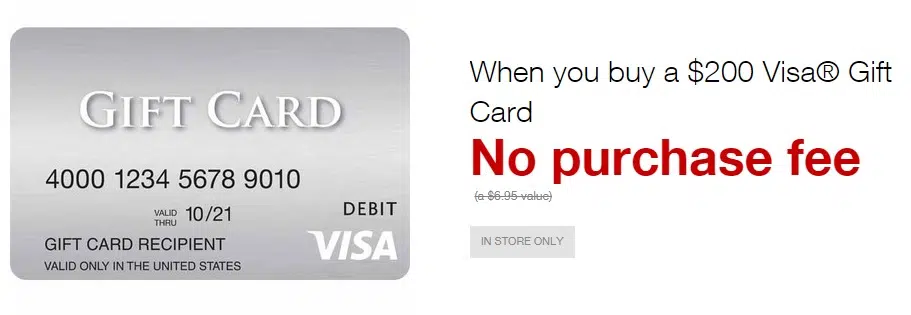 GIFT CARD
4000 1234 5678 9010
VALID
THRU 10/21
DEBIT
GIFT CARD RECIPIENT
VISA
VALID ONLY IN THE UNITED STATES
When you buy a $200 Visa® Gift
Card
No purchase fee
(a $6.95 value)
IN STORE ONLY